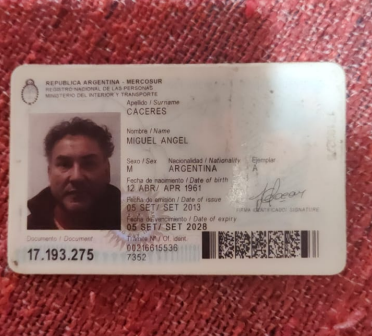 REPUBLICA ARGENTINA - MERCOSUR
REGISTRO NACIONAL DE LAS PERSONAS
MINISTERIO DEL INTERIOR Y TRANSPORTE
Apellido / Surname
CACERES
Nombre / Name
MIGUEL ANGEL
Sexo / Sex Nacionalidad / Nationality Ejemplar
M ARGENTINA A
Fecha de nacimiento / Date of birth
12 ABR/ APR 1961
Fecha de emisión / Date of issue
05 SET/ SET 2013
Fecha de vencimiento / Date of expiry
05 SET/ SET 2028
Documento / Document
17.193.275
Trámite Nº/ Of. ident.
00216615536
7352